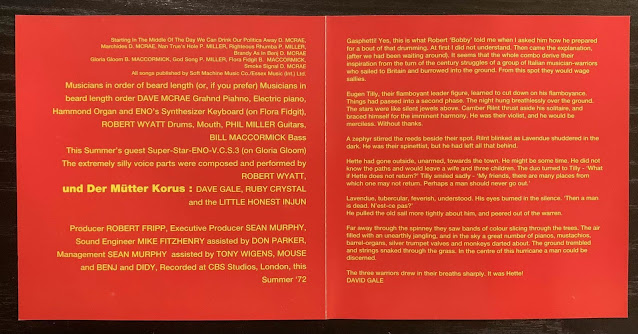 Starting In The Middle Of The Day We Can Drink Our Politics Away D. MCRAE,
Marchides D. MCRAE, Nan True's Hole P. MILLER, Righteous Rhumba P. MILLER,
Brandy As In Benj D. MCRAE
Gloria Gloom B. MACCORMICK, God Song P. MILLER, Flora Fidgit B. MACCORMICK,
Smoke Signal D. MCRAE
All songs published by Soft Machine Music Co./Essex Music (Int.) Ltd.
Musicians in order of beard length (or, if you prefer) Musicians in
beard length order DAVE MCRAE Grahnd Piahno, Electric piano,
Hammond Organ and ENO's Synthesizer Keyboard (on Flora Fidgit),
ROBERT WYATT Drums, Mouth, PHIL MILLER Guitars,
BILL MACCORMICK Bass
This Summer's guest Super-Star-ENO-V.C.S.3 (on Gloria Gloom)
The extremely silly voice parts were composed and performed by
ROBERT WYATT,
und Der Mütter Korus : DAVE GALE, RUBY CRYSTAL
and the LITTLE HONEST INJUN
Producer ROBERT FRIPP, Executive Producer SEAN MURPHY,
Sound Engineer MIKE FITZHENRY assisted by DON PARKER,
Management SEAN MURPHY assisted by TONY WIGENS, MOUSE
and BENJ and DIDY, Recorded at CBS Studios, London, this
Summer '72
Gasphetti! Yes, this is what Robert 'Bobby' told me when I asked him how he prepared
for a bout of that drumming. At first I did not understand. Then came the explanation,
(after we had been waiting around). It seems that the whole combo derive their
inspiration from the turn of the century struggles of a group of Italian musician-warriors
who sailed to Britain and burrowed into the ground. From this spot they would wage
sallies.
Eugen Tilly, their flamboyant leader figure, learned to cut down on his flamboyance.
Things had passed into a second phase. The night hung breathlessly over the ground.
The stars were like steel jewels above. Camber Rilnt thrust aside his solitaire, and
braced himself for the imminent harmony. He was their violist, and he would be
merciless. Without thanks.
A zephyr stirred the reeds beside their spot. Rilnt blinked as Lavendue shuddered in the
dark. He was their spinettist, but he had left all that behind.
Hette had gone outside, unarmed, towards the town. He might be some time. He did not
know the paths and would leave a wife and three children. The duo turned to Tilly - 'What
if Hette does not return?' Tilly smiled sadly - 'My friends, there are many places from
which one may not return. Perhaps a man should never go out.'
Lavendue, tubercular, feverish, understood. His eyes burned in the silence. 'Then a man
is dead. N'est-ce pas?'
He pulled the old sail more tightly about him, and peered out of the warren.
Far away through the spinney they saw bands of colour slicing through the trees. The air
filled with an unearthly jangling, and in the sky a great number of pianos, mustachios,
barrel-organs, silver trumpet valves and monkeys darted about. The ground trembled
and strings snaked through the grass. In the centre of this hurricane a man could be
discerned.
The three warriors drew in their breaths sharply. It was Hette!
DAVID GALE